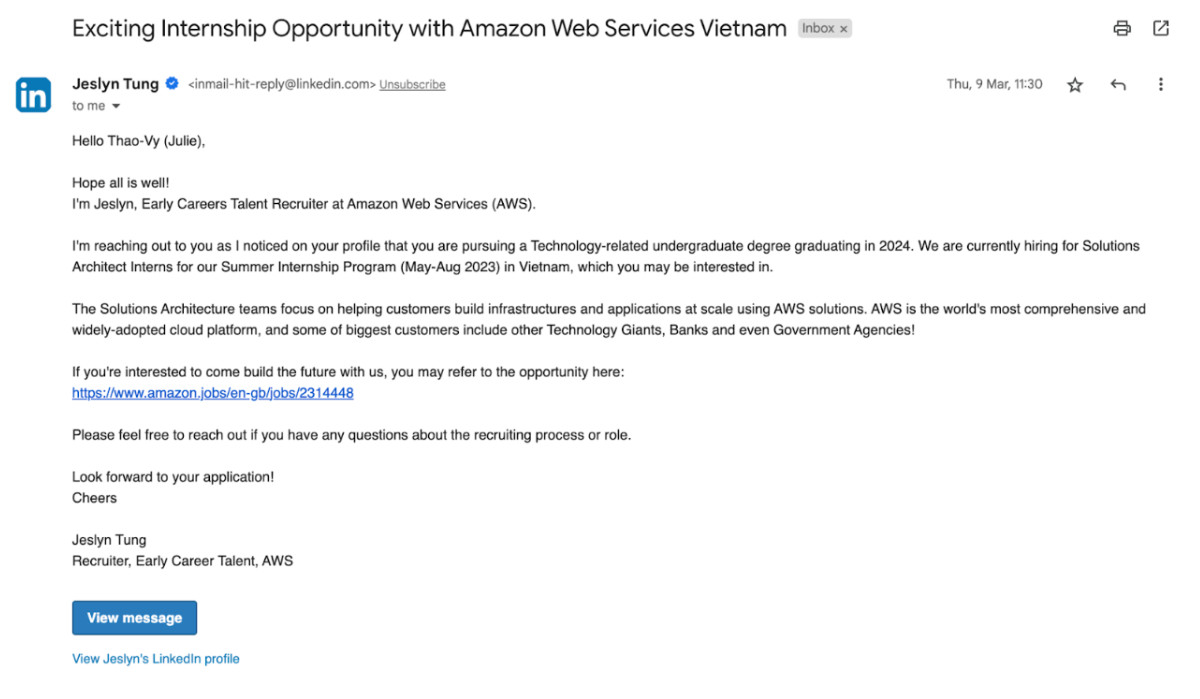 Exciting Internship Opportunity with Amazon Web Services Vietnam Inbox ×
in Jeslyn Tung <inmail-hit-reply@linkedin.com> Unsubscribe Thu, 9 Mar, 11:30
to me
Hello Thao-Vy (Julie),
Hope all is well!
I'm Jeslyn, Early Careers Talent Recruiter at Amazon Web Services (AWS).
I'm reaching out to you as I noticed on your profile that you are pursuing a Technology-related undergraduate degree graduating in 2024. We are currently hiring for Solutions
Architect Interns for our Summer Internship Program (May-Aug 2023) in Vietnam, which you may be interested in.
The Solutions Architecture teams focus on helping customers build infrastructures and applications at scale using AWS solutions. AWS is the world's most comprehensive and
widely-adopted cloud platform, and some of biggest customers include other Technology Giants, Banks and even Government Agencies!
If you're interested to come build the future with us, you may refer to the opportunity here:
https://www.amazon.jobs/en-gb/jobs/2314448
Please feel free to reach out if you have any questions about the recruiting process or role.
Look forward to your application!
Cheers
Jeslyn Tung
Recruiter, Early Career Talent, AWS
View message
View Jeslyn's LinkedIn profile